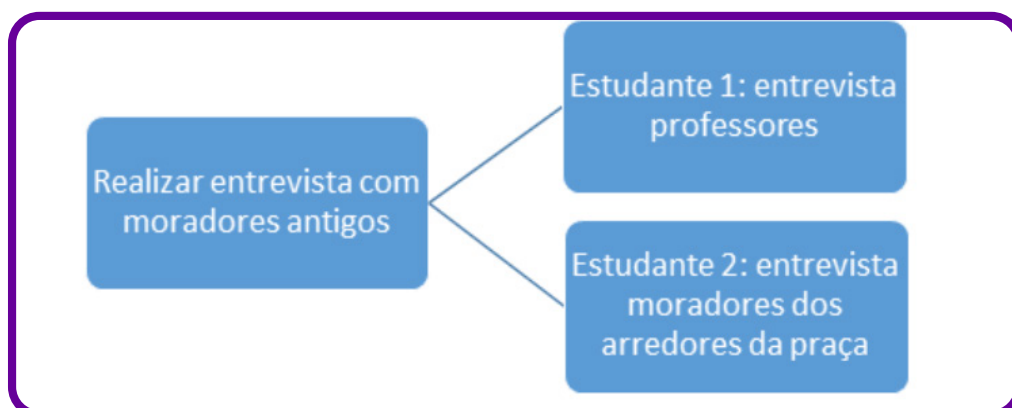 Realizar entrevista com
moradores antigos
Estudante 1: entrevista
professores
Estudante 2: entrevista
moradores dos
arredores da praça